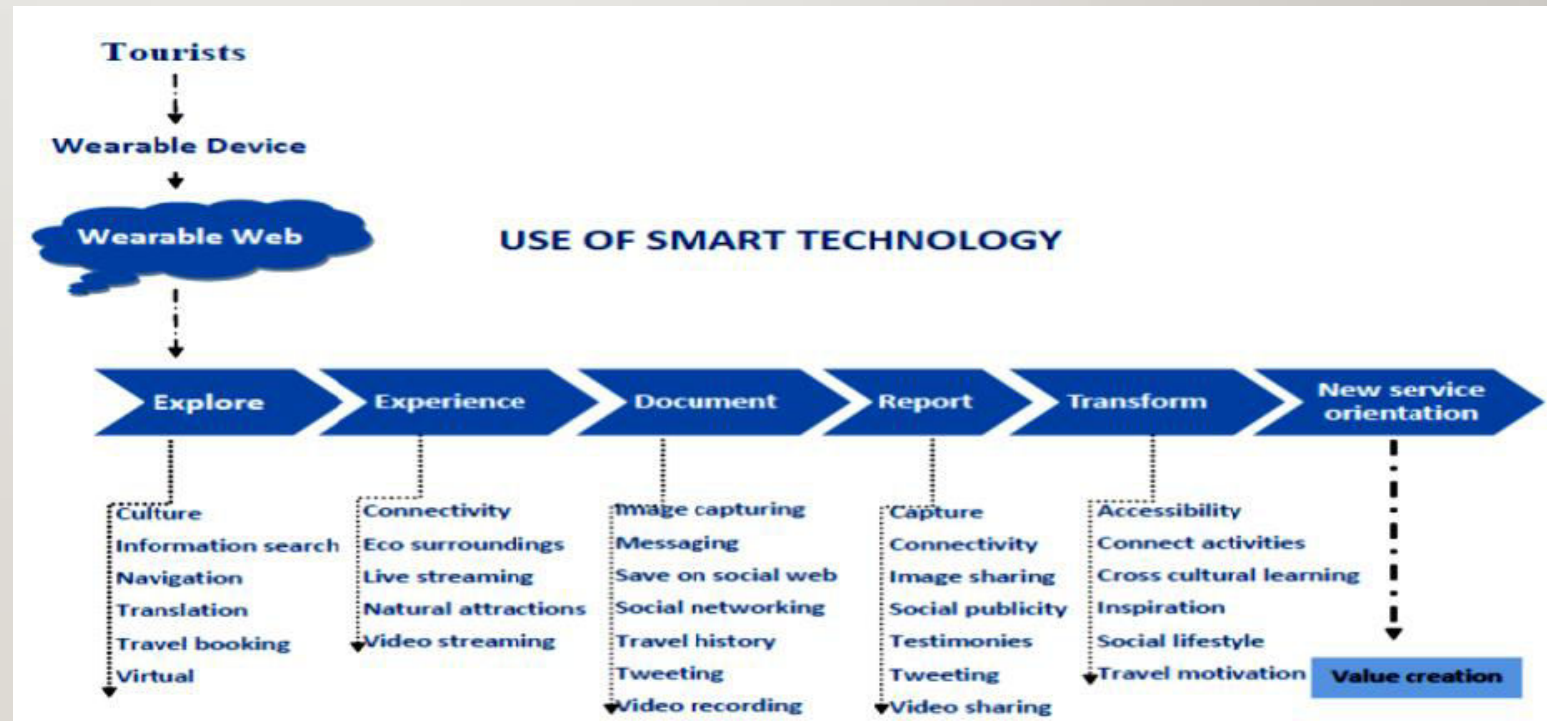 Tourists
Wearable Device
Wearable Web
USE OF SMART TECHNOLOGY
Explore
Experience
Document
Report
Transform
New service
orientation
Culture
Information search
Navigation
Translation
Travel booking
Virtual
Connectivity
Eco surroundings
Live streaming
Natural attractions
Video streaming
Image capturing
Messaging
Save on social web
Social networking
Travel history
Tweeting
Video recording
Capture
Connectivity
Image sharing
Social publicity
Testimonies
Tweeting
Video sharing
Accessibility
Connect activities
Cross cultural learning
Inspiration
Social lifestyle
Travel motivation
Value creation